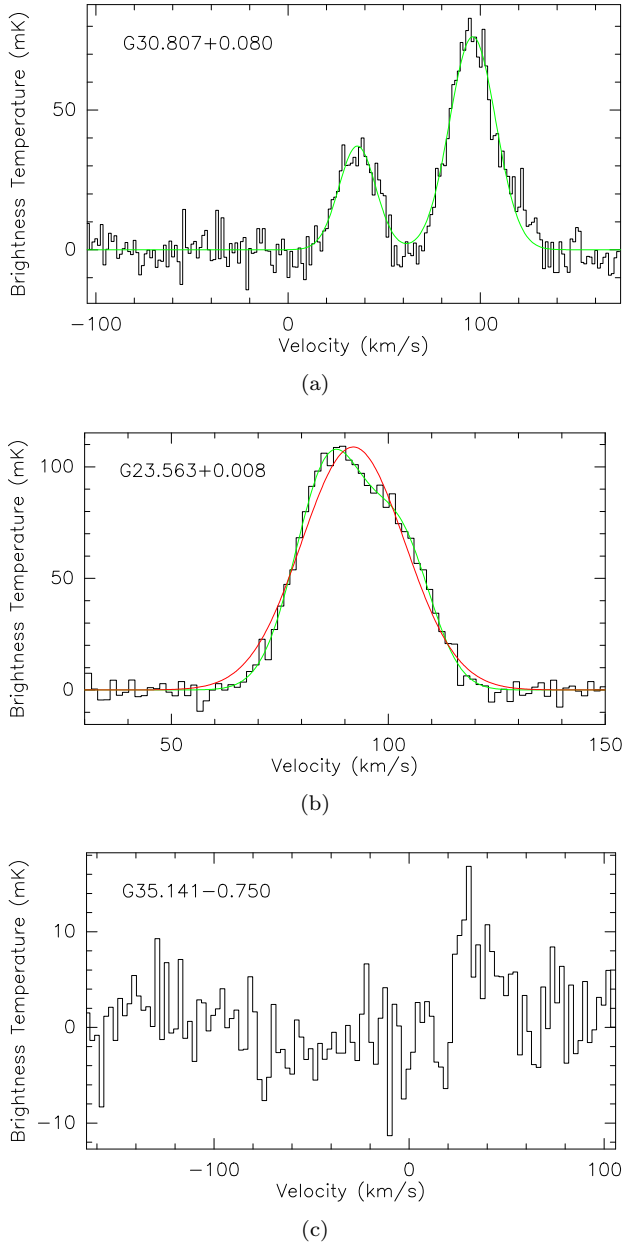 Brightness Temperature (mK)
G30.807+0.080
50
0
−100 0 100
Velocity (km/s)
(a)
Brightness Temperature (mK)
G23.563+0.008
100
50
0
50 100 150
Velocity (km/s)
(b)
Brightness Temperature (mK)
G35.141−0.750
10
0
−10
−100 0 100
Velocity (km/s)
(c)